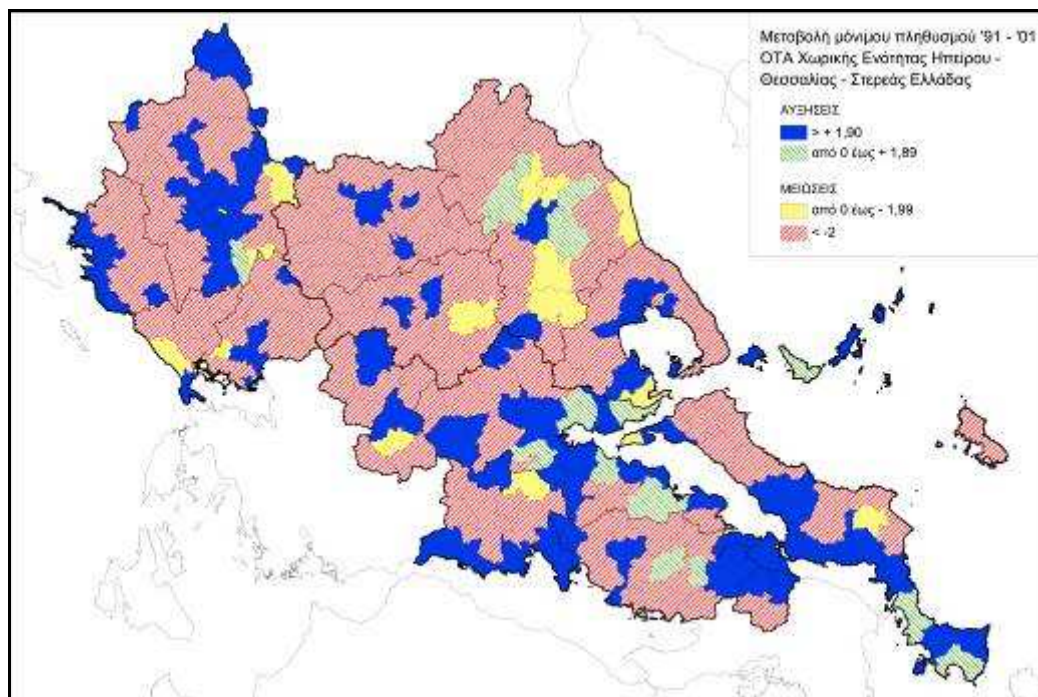 Μεταβολή μόνιμου πληθυσμού '91 - '01
ΟΤΑ Χωρικής Ενότητας Ηπείρου -
Θεσσαλίας - Στερεάς Ελλάδας
ΑΥΞΗΣΕΙΣ
> + 1,90
από 0 έως + 1,89
ΜΕΙΩΣΕΙΣ
από 0 έως - 1,99
< -2